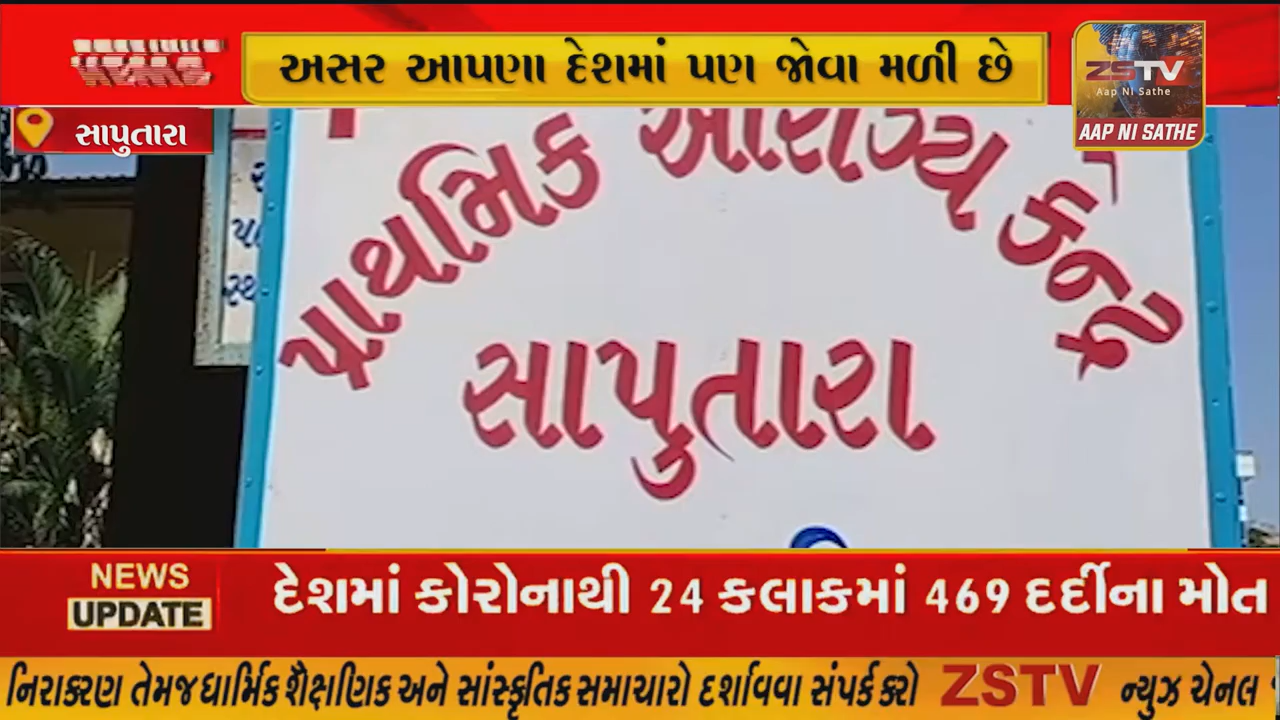 અસર આપણા દેશમાં પણ જોવા મળી છે
ZSTV
Aap Ni Sathe
AAP NI SATHE
સાપુતારા
પ્રાથમિક આરોગ્ય કેન્દ્ર
સાપુતારા
NEWS
UPDATE
દેશમાં કોરોનાથી 24 કલાકમાં 469 દર્દીના મોત
નિરાકરણ તેમજ ધાર્મિક શૈક્ષણિક અને સાંસ્કૃતિક સમાચારો દર્શાવવા સંપર્ક કરો ZSTV ન્યુઝ ચેનલ